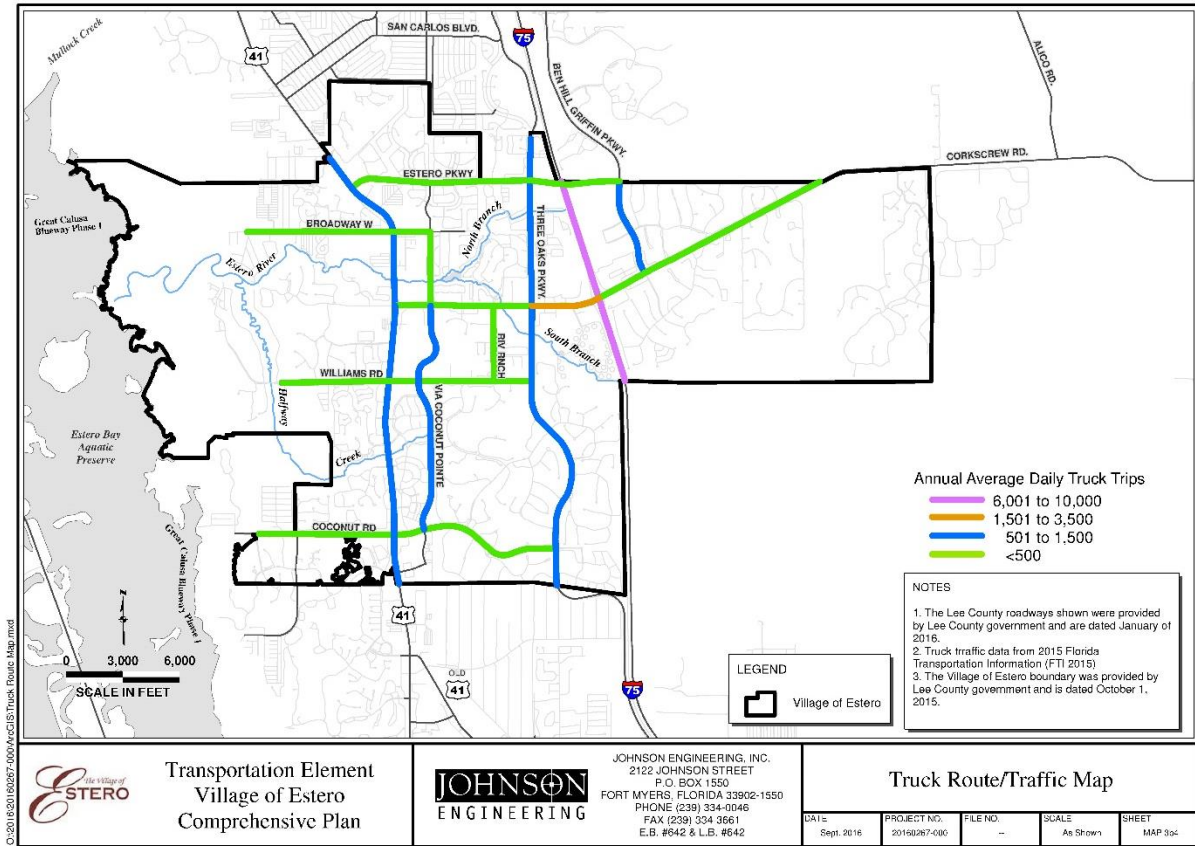 Mullock Creek
SAN CARLOS BLVD.
41
75
BEN HILL GRIFFIN PKWY.
ALICO RD.
CORKSCREW RD.
ESTERO PKWY
Great Calusa
Blueway Phase I
BROADWAY W
North Branch
THREE OAKS PKWY.
Estero River
South Branch
RIV RNCH
WILLIAMS RD
Halfway
Creek
VIA COCONUT POINTE
Estero Bay
Aquatic
Preserve
COCONUT RD
Great Calusa Blueway Phase I
Annual Average Daily Truck Trips
6,001 to 10,000
1,501 to 3,500
501 to 1,500
<500
N
0 3,000 6,000
SCALE IN FEET
41
OLD
41
75
LEGEND
Village of Estero
NOTES
1. The Lee County roadways shown were provided
by Lee County government and are dated January of
2016.
2. Truck trraffic data from 2015 Florida
Transportation Information (FTI 2015)
3. The Village of Estero boundary was provided by
Lee County government and is dated October 1,
2015.
O:\2016\20160267-000\ArcGIS\Truck Route Map.mxd
The Village of
ESTERO
Transportation Element
Village of Estero
Comprehensive Plan
JOHNSON
ENGINEERING
JOHNSON ENGINEERING, INC.
2122 JOHNSON STREET
P.O. BOX 1550
FORT MYERS, FLORIDA 33902-1550
PHONE (239) 334-0046
FAX (239) 334 3661
E.B. #642 & L.B. #642
Truck Route/Traffic Map
DATE PROJECT NO. FILE NO. SCALE SHEET
Sept. 2016 20160267-000 -- As Shown MAP